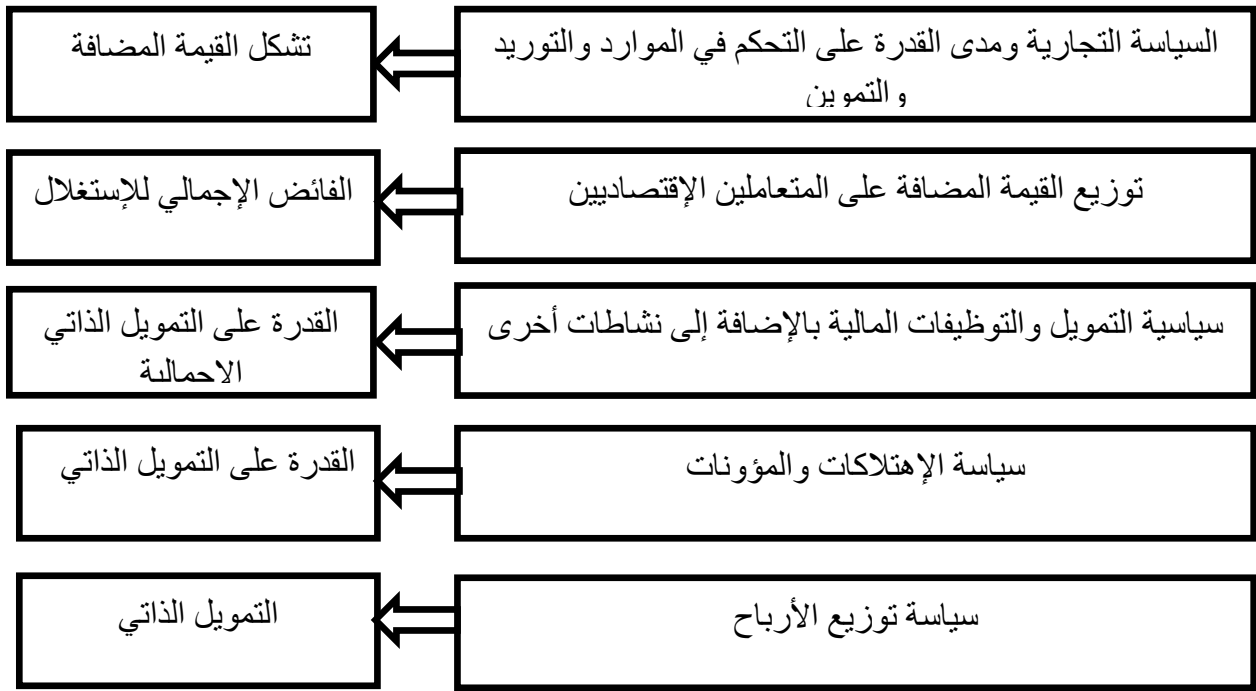 السياسة التجارية ومدى القدرة على التحكم في الموارد والتوريد
والتموين
تشكل القيمة المضافة
توزيع القيمة المضافة على المتعاملين الإقتصاديين
الفائض الإجمالي للإستغلال
سياسية التمويل والتوظيفات المالية بالإضافة إلى نشاطات أخرى
القدرة على التمويل الذاتي
الاجمالية
سياسة الإهتلاكات والمؤونات
القدرة على التمويل الذاتي
سياسة توزيع الأرباح
التمويل الذاتي